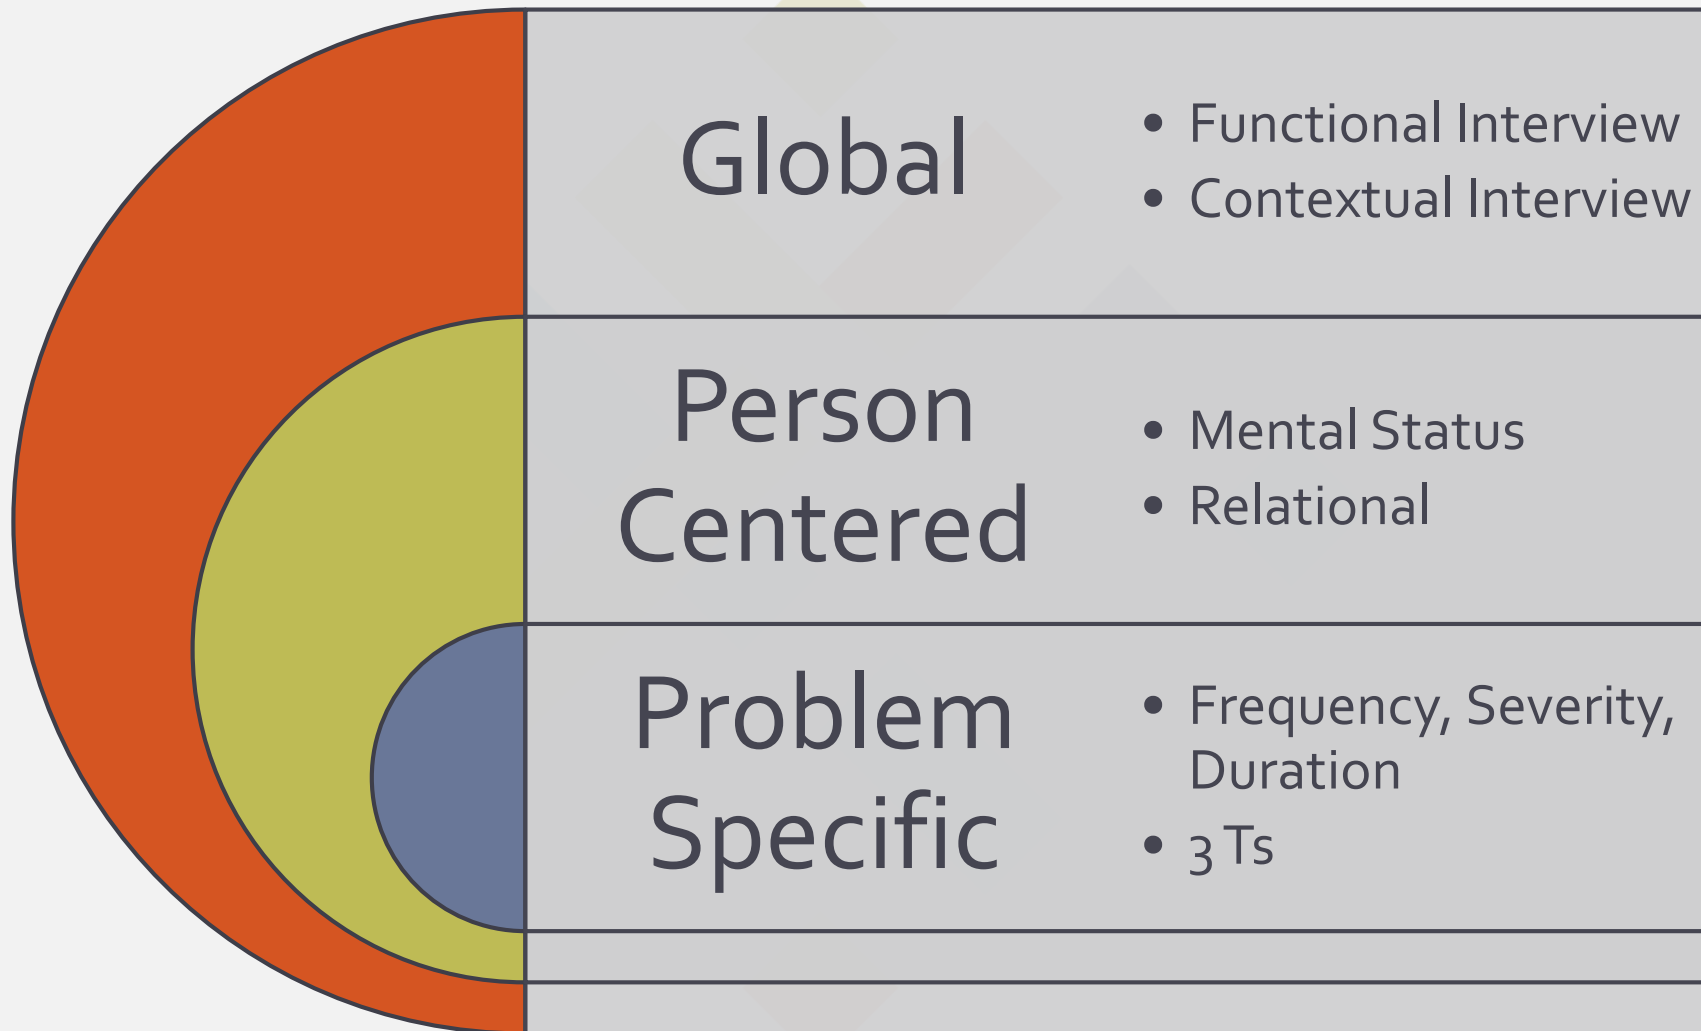 Global
• Functional Interview
• Contextual Interview
Person
Centered
• Mental Status
• Relational
Problem
Specific
• Frequency, Severity,
Duration
• 3 Ts